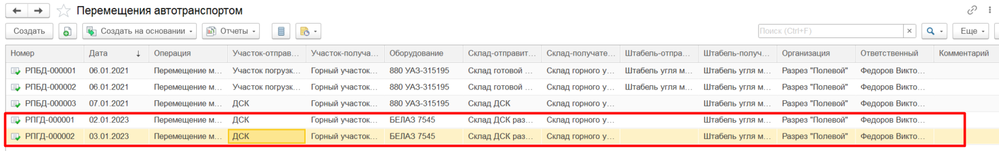 Перемещения автотранспортом
Создать Создать на основании Отчеты Поиск (Ctrl+F) × Еще
Номер Дата ↓ Операция Участок-отправ... Участок-получа... Оборудование Склад-отправит... Склад-получате... Штабель-отпра... Штабель-получ... Организация Ответственный Комментарий
РПБД-000001 06.01.2021 Перемещение м... Участок погрузк... Горный участок... 880 УАЗ-315195 Склад готовой ... Склад горного у... Штабель угля м... Штабель угля м... Разрез "Полевой" Федоров Викто...
РПБД-000002 06.01.2021 Перемещение м... Участок погрузк... Горный участок... 880 УАЗ-315195 Склад готовой ... Склад горного у... Штабель угля м... Штабель угля м... Разрез "Полевой" Федоров Викто...
РПБД-000003 07.01.2021 Перемещение м... ДСК Горный участок... 880 УАЗ-315195 Склад ДСК Склад горного у... Штабель угля м... Разрез "Полевой" Федоров Викто...
РПГД-000001 02.01.2023 Перемещение м... ДСК Горный участок... БЕЛАЗ 7545 Склад ДСК раз... Склад горного у... Штабель угля м... Разрез "Полевой" Федоров Викто...
РПГД-000002 03.01.2023 Перемещение м... ДСК Горный участок... БЕЛАЗ 7545 Склад ДСК раз... Склад горного у... Штабель угля м... Разрез "Полевой" Федоров Викто...